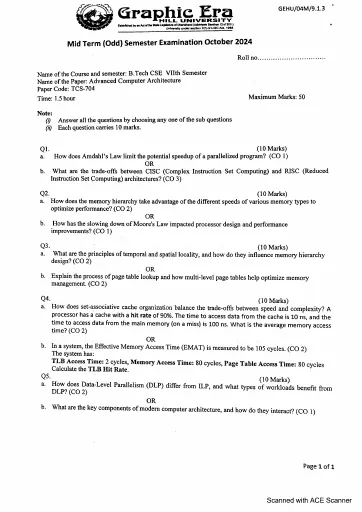 GEHU/04M/9.1.3
Graphic Era
HILL UNIVERSITY
Mid Term (Odd) Semester Examination October 2024
Roll no..............................
Name of the Course and semester: B.Tech CSE VIIth Semester
Name of the Paper: Advanced Computer Architecture
Paper Code: TCS-704
Time: 1.5 hour Maximum Marks: 50
Note:
(i) Answer all the questions by choosing any one of the sub questions
(ii) Each question carries 10 marks.
Q1. (10 Marks)
a. How does Amdahl's Law limit the potential speedup of a parallelized program? (CO 1)
OR
b. What are the trade-offs between CISC (Complex Instruction Set Computing) and RISC (Reduced
Instruction Set Computing) architectures? (CO 3)
Q2. (10 Marks)
a. How does the memory hierarchy take advantage of the different speeds of various memory types to
optimize performance? (CO 2)
OR
b. How has the slowing down of Moore's Law impacted processor design and performance
improvements? (CO 1)
Q3. (10 Marks)
a. What are the principles of temporal and spatial locality, and how do they influence memory hierarchy
design? (CO 2)
OR
b. Explain the process of page table lookup and how multi-level page tables help optimize memory
management. (CO 2)
Q4. (10 Marks)
a. How does set-associative cache organization balance the trade-offs between speed and complexity? A
processor has a cache with a hit rate of 90%. The time to access data from the cache is 10 ns, and the
time to access data from the main memory (on a miss) is 100 ns. What is the average memory access
time? (CO 2)
OR
b. In a system, the Effective Memory Access Time (EMAT) is measured to be 105 cycles. (CO 2)
The system has:
TLB Access Time: 2 cycles, Memory Access Time: 80 cycles, Page Table Access Time: 80 cycles
Calculate the TLB Hit Rate.
Q5. (10 Marks)
a. How does Data-Level Parallelism (DLP) differ from ILP, and what types of workloads benefit from
DLP? (CO 2)
OR
b. What are the key components of modern computer architecture, and how do they interact? (CO 1)
Page 1 of 1
Scanned with ACE Scanner